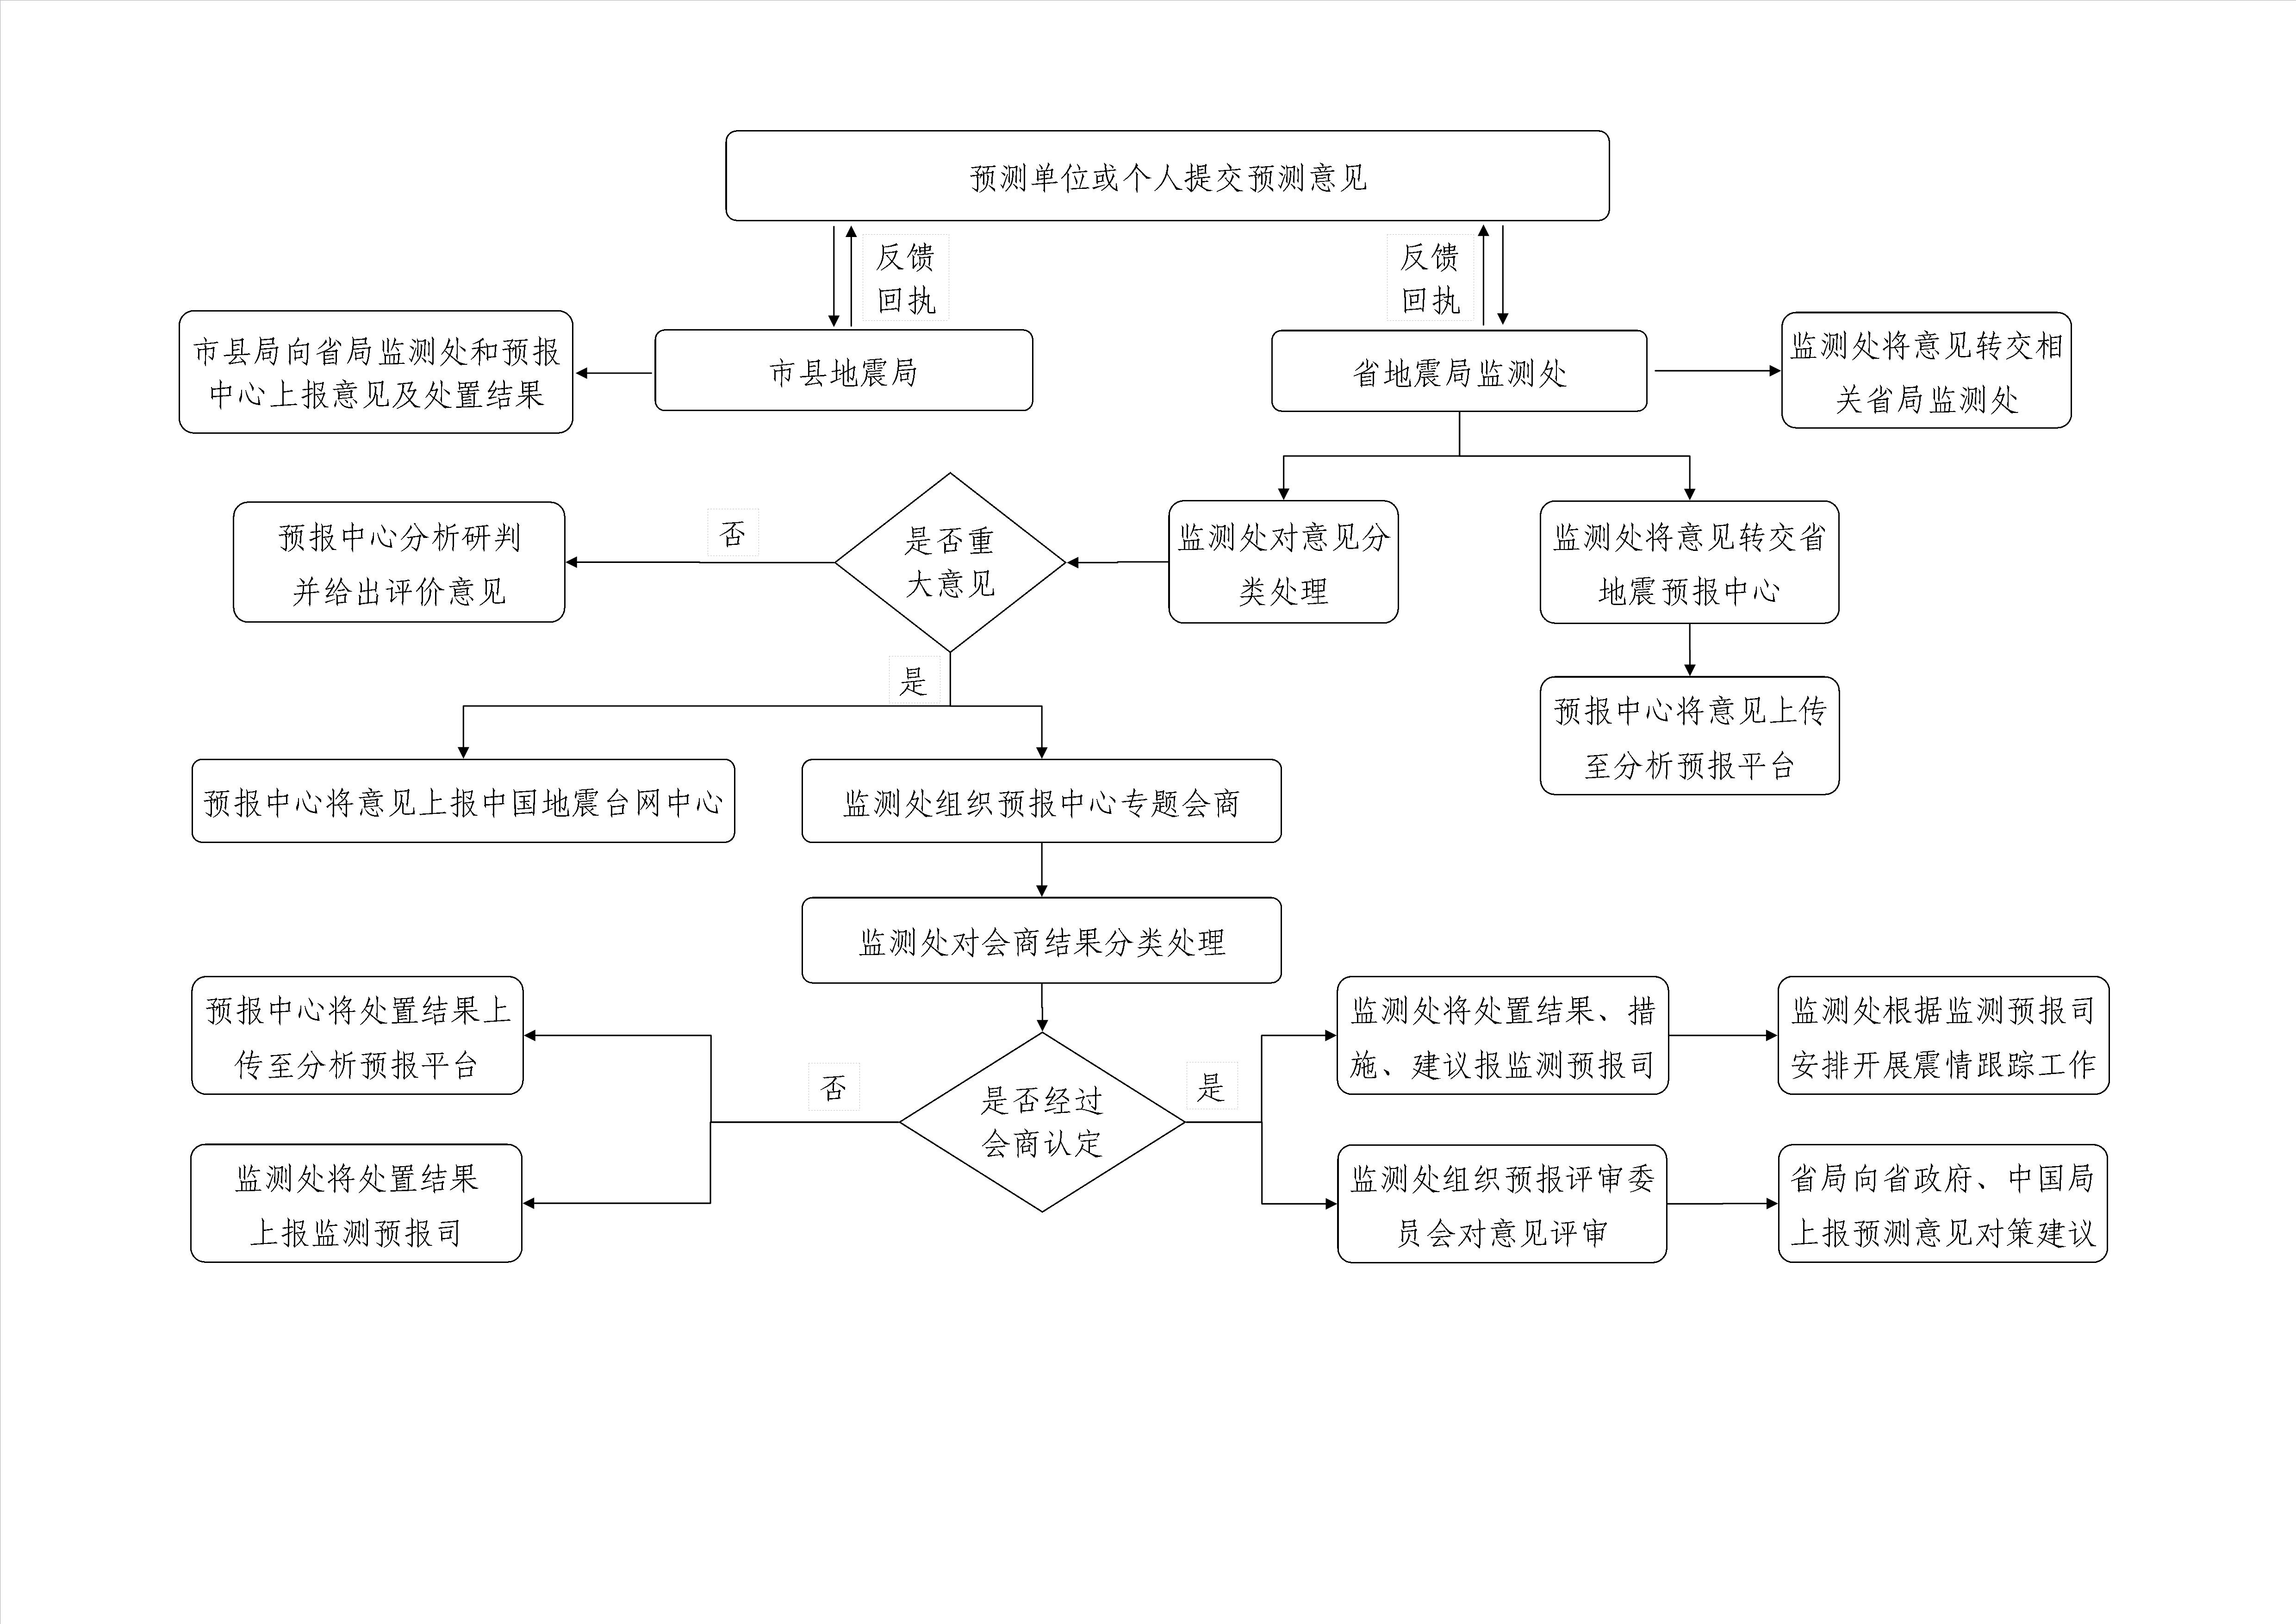 预测单位或个人提交预测意见
反馈
回执
反馈
回执
市县局向省局监测处和预报
中心上报意见及处置结果
市县地震局
省地震局监测处
监测处将意见转交相
关省局监测处
预报中心分析研判
并给出评价意见
否
是否重
大意见
监测处对意见分
类处理
监测处将意见转交省
地震预报中心
是
预报中心将意见上传
至分析预报平台
预报中心将意见上报中国地震台网中心
监测处组织预报中心专题会商
监测处对会商结果分类处理
预报中心将处置结果上
传至分析预报平台
否
是否经过
会商认定
是
监测处将处置结果、措
施、建议报监测预报司
监测处根据监测预报司
安排开展震情跟踪工作
监测处将处置结果
上报监测预报司
监测处组织预报评审委
员会对意见评审
省局向省政府、中国局
上报预测意见对策建议